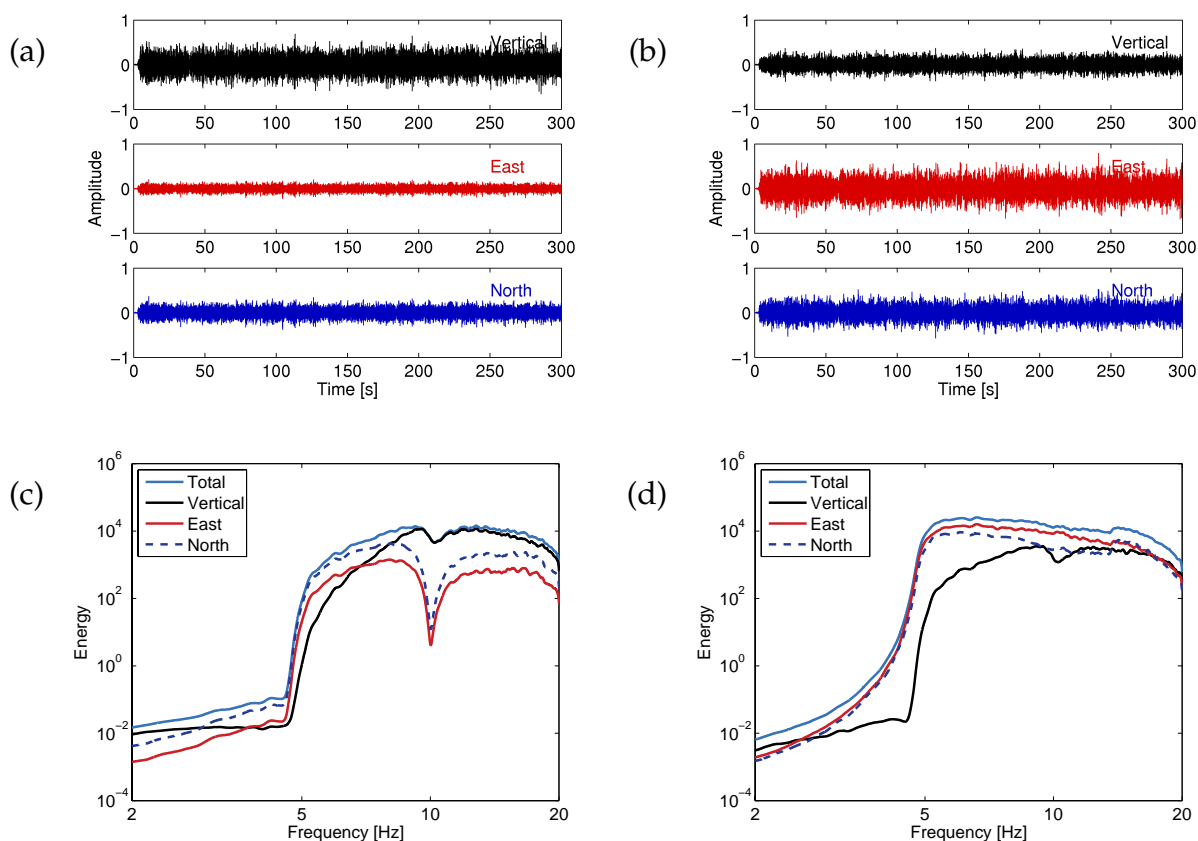 (a)
1
0
−1
Vertical
0 50 100 150 200 250 300
Amplitude
1
0
−1
East
0 50 100 150 200 250 300
1
0
−1
North
0 50 100 150 200 250 300
Time [s]
(b)
1
0
−1
Vertical
0 50 100 150 200 250 300
Amplitude
1
0
−1
East
0 50 100 150 200 250 300
1
0
−1
North
0 50 100 150 200 250 300
Time [s]
(c)
Energy
10^6
10^4
10^2
10^0
10^−2
10^−4
Total
Vertical
East
North
2 5 10 20
Frequency [Hz]
(d)
Energy
10^6
10^4
10^2
10^0
10^−2
10^−4
Total
Vertical
East
North
2 5 10 20
Frequency [Hz]